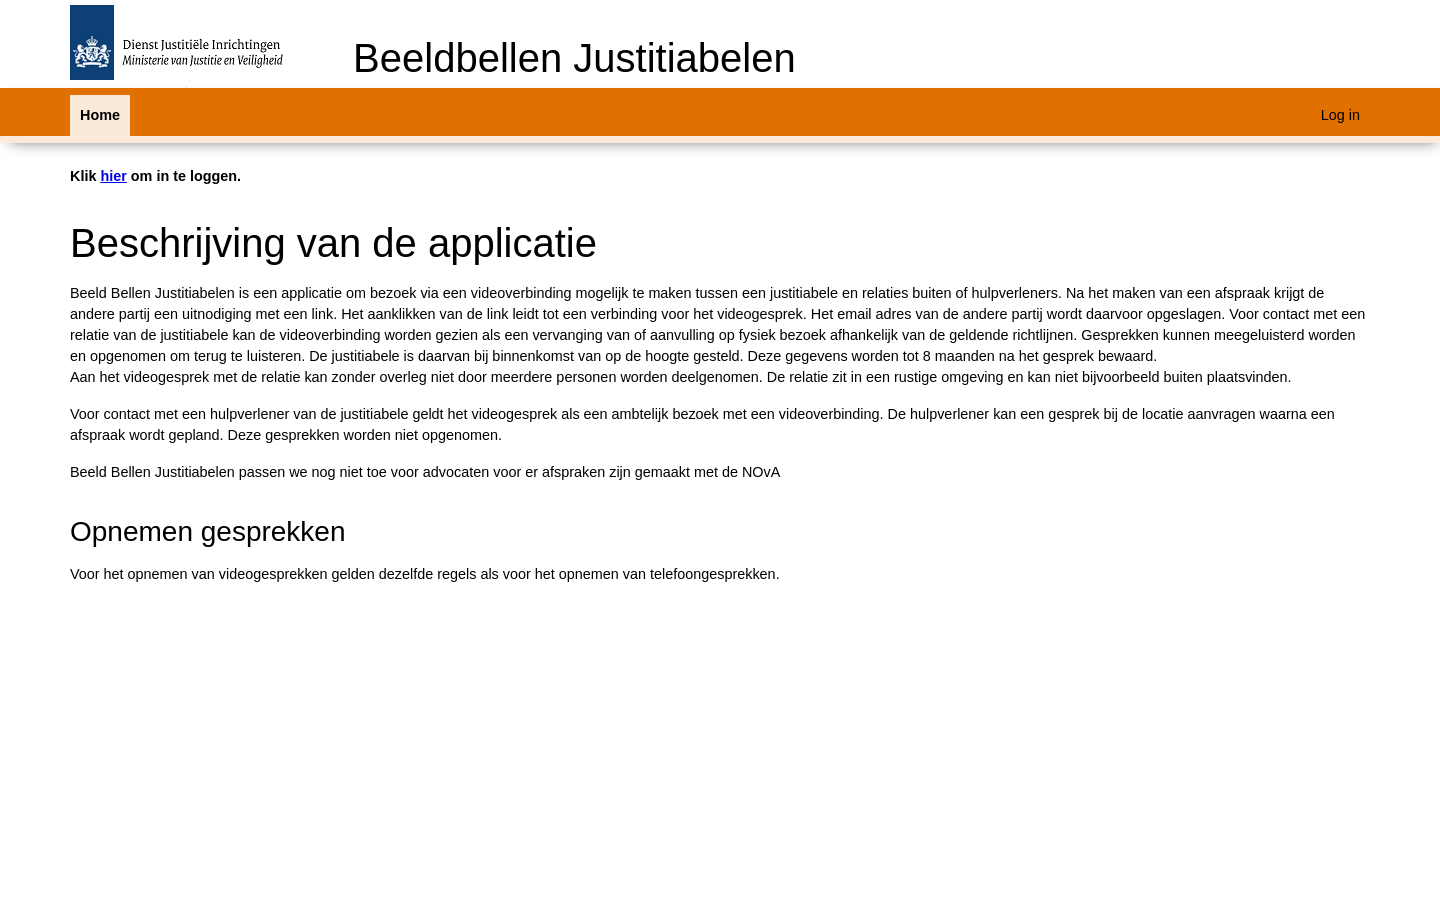 Dienst Justitiële Inrichtingen
Ministerie van Justitie en Veiligheid
Beeldbellen Justitiabelen
Home
Log in
Klik hier om in te loggen.
Beschrijving van de applicatie
Beeld Bellen Justitiabelen is een applicatie om bezoek via een videoverbinding mogelijk te maken tussen een justitiabele en relaties buiten of hulpverleners. Na het maken van een afspraak krijgt de
andere partij een uitnodiging met een link. Het aanklikken van de link leidt tot een verbinding voor het videogesprek. Het email adres van de andere partij wordt daarvoor opgeslagen. Voor contact met een
relatie van de justitiabele kan de videoverbinding worden gezien als een vervanging van of aanvulling op fysiek bezoek afhankelijk van de geldende richtlijnen. Gesprekken kunnen meegeluisterd worden
en opgenomen om terug te luisteren. De justitiabele is daarvan bij binnenkomst van op de hoogte gesteld. Deze gegevens worden tot 8 maanden na het gesprek bewaard.
Aan het videogesprek met de relatie kan zonder overleg niet door meerdere personen worden deelgenomen. De relatie zit in een rustige omgeving en kan niet bijvoorbeeld buiten plaatsvinden.
Voor contact met een hulpverlener van de justitiabele geldt het videogesprek als een ambtelijk bezoek met een videoverbinding. De hulpverlener kan een gesprek bij de locatie aanvragen waarna een
afspraak wordt gepland. Deze gesprekken worden niet opgenomen.
Beeld Bellen Justitiabelen passen we nog niet toe voor advocaten voor er afspraken zijn gemaakt met de NOvA
Opnemen gesprekken
Voor het opnemen van videogesprekken gelden dezelfde regels als voor het opnemen van telefoongesprekken.